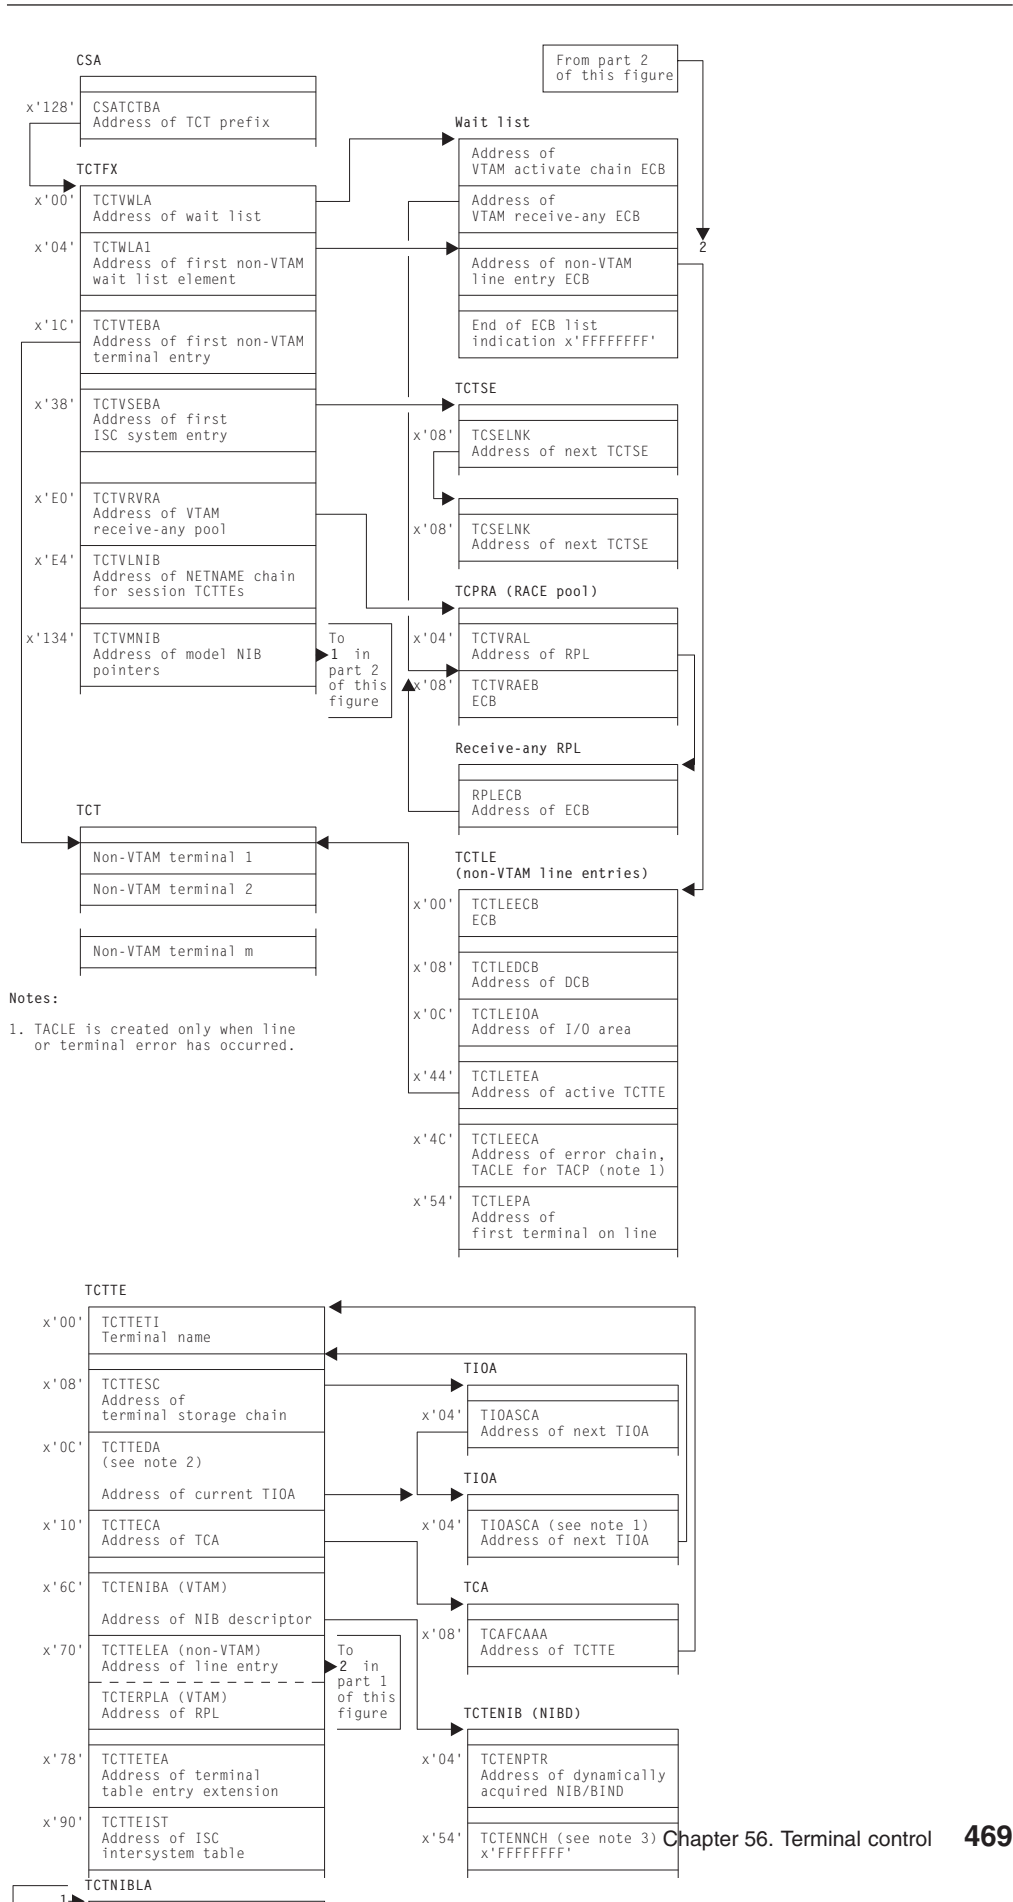 CSA
x'128'
CSATCTBA
Address of TCT prefix
TCTFX
x'00'
TCTVWLA
Address of wait list
x'04'
TCTWLA1
Address of first non-VTAM
wait list element
x'1C'
TCTVTEBA
Address of first non-VTAM
terminal entry
x'38'
TCTVSEBA
Address of first
ISC system entry
x'E0'
TCTVRVRA
Address of VTAM
receive-any pool
x'E4'
TCTVLNIB
Address of NETNAME chain
for session TCTTEs
x'134'
TCTVMNIB
Address of model NIB
pointers
To
1 in
part 2
of this
figure
TCT
Non-VTAM terminal 1
Non-VTAM terminal 2
Non-VTAM terminal m
Notes:
1. TACLE is created only when line
or terminal error has occurred.
From part 2
of this figure
2
Wait list
Address of
VTAM activate chain ECB
Address of
VTAM receive-any ECB
Address of non-VTAM
line entry ECB
End of ECB list
indication x'FFFFFFFF'
TCTSE
x'08'
TCSELNK
Address of next TCTSE
x'08'
TCSELNK
Address of next TCTSE
TCPRA (RACE pool)
x'04'
TCTVRAL
Address of RPL
x'08'
TCTVRAEB
ECB
Receive-any RPL
RPLECB
Address of ECB
TCTLE
(non-VTAM line entries)
x'00'
TCTLEECB
ECB
x'08'
TCTLEDCB
Address of DCB
x'0C'
TCTLEIOA
Address of I/O area
x'44'
TCTLETEA
Address of active TCTTE
x'4C'
TCTLEECA
Address of error chain,
TACLE for TACP (note 1)
x'54'
TCTLEPA
Address of
first terminal on line
TCTTE
x'00'
TCTTETI
Terminal name
x'08'
TCTTESC
Address of
terminal storage chain
x'0C'
TCTTEDA
(see note 2)
Address of current TIOA
x'10'
TCTTECA
Address of TCA
x'6C'
TCTENIBA (VTAM)
Address of NIB descriptor
x'70'
TCTTELEA (non-VTAM)
Address of line entry
TCTERPLA (VTAM)
Address of RPL
x'78'
TCTTETEA
Address of terminal
table entry extension
x'90'
TCTTEIST
Address of ISC
intersystem table
To
2 in
part 1
of this
figure
TIOA
x'04'
TIOASCA
Address of next TIOA
TIOA
x'04'
TIOASCA (see note 1)
Address of next TIOA
TCA
x'08'
TCAFCAAA
Address of TCTTE
TCTENIB (NIBD)
x'04'
TCTENPTR
Address of dynamically
acquired NIB/BIND
x'54'
TCTENNCH (see note 3)
x'FFFFFFFF'
Chapter 56. Terminal control 469
TCTNIBLA
1